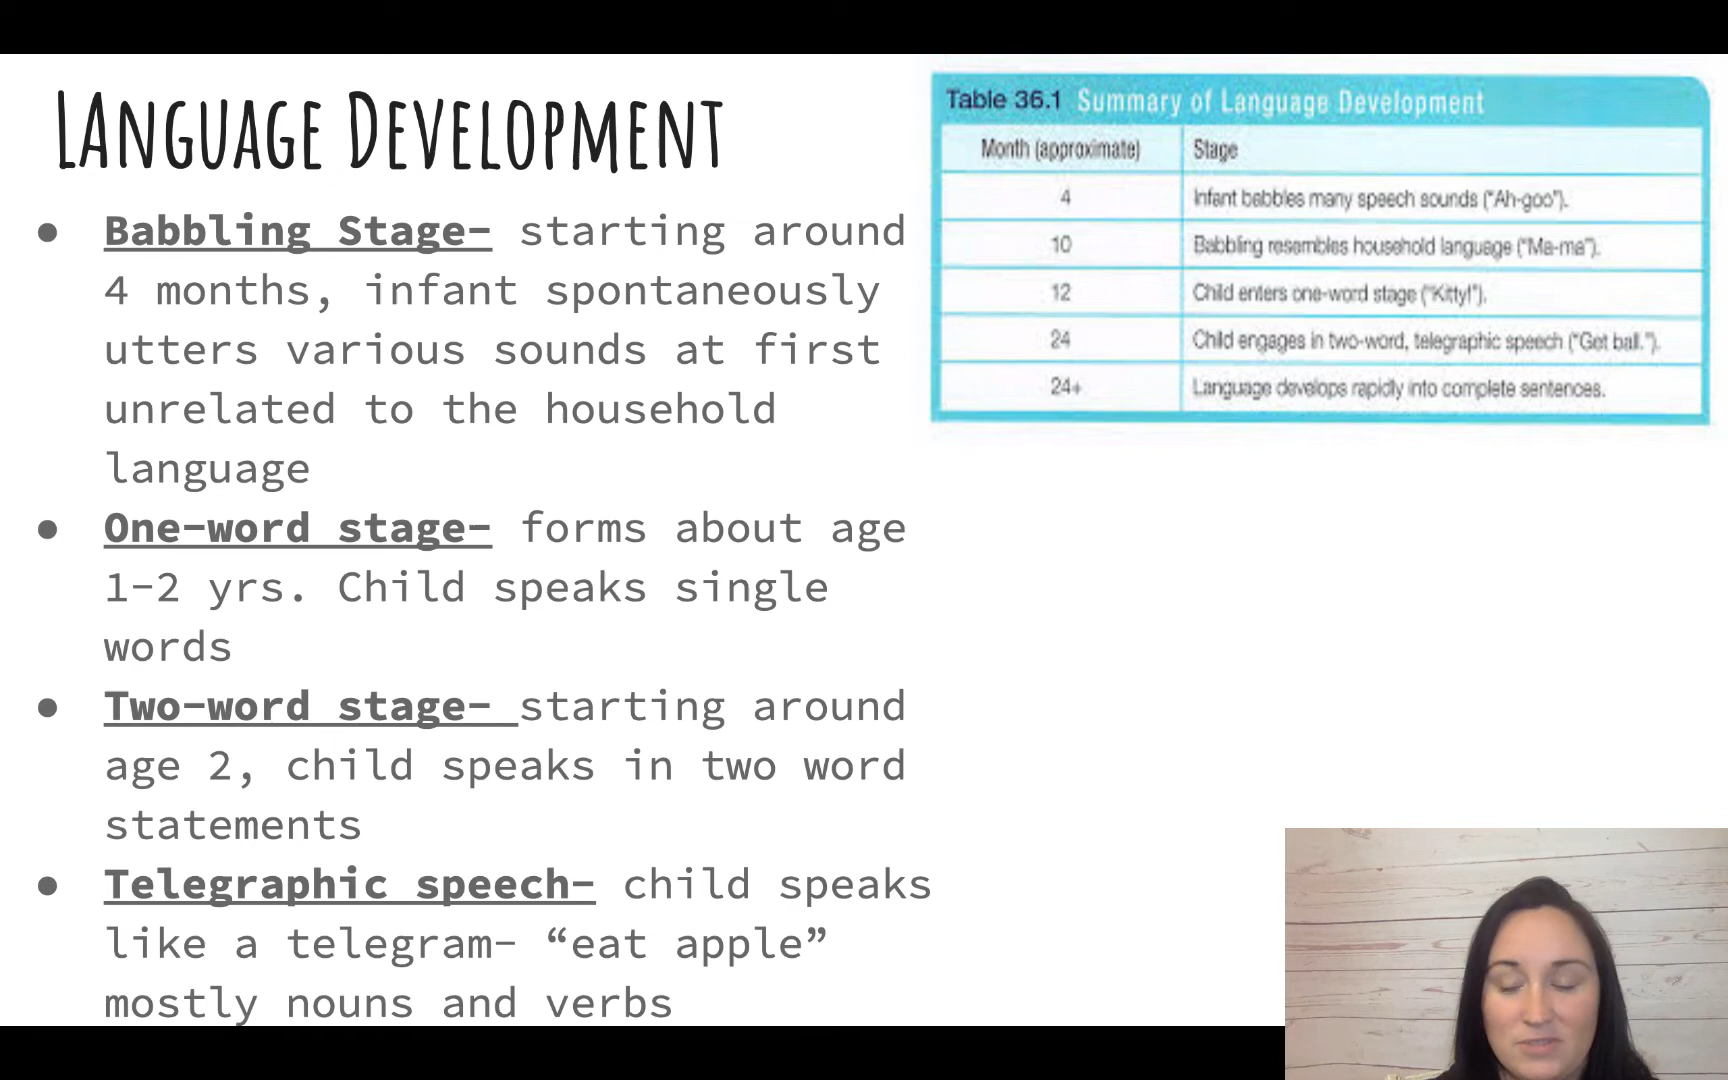 Language Development
● Babbling Stage- starting around
4 months, infant spontaneously
utters various sounds at first
unrelated to the household
language
● One-word stage- forms about age
1-2 yrs. Child speaks single
words
● Two-word stage- starting around
age 2, child speaks in two word
statements
● Telegraphic speech- child speaks
like a telegram- “eat apple”
mostly nouns and verbs
Table 36.1 Summary of Language Development
Month (approximate) Stage
4 Infant babbles many speech sounds ("Ah-goo").
10 Babbling resembles household language ("Ma-ma").
12 Child enters one-word stage ("Kitty!").
24 Child engages in two-word, telegraphic speech ("Get ball.").
24+ Language develops rapidly into complete sentences.